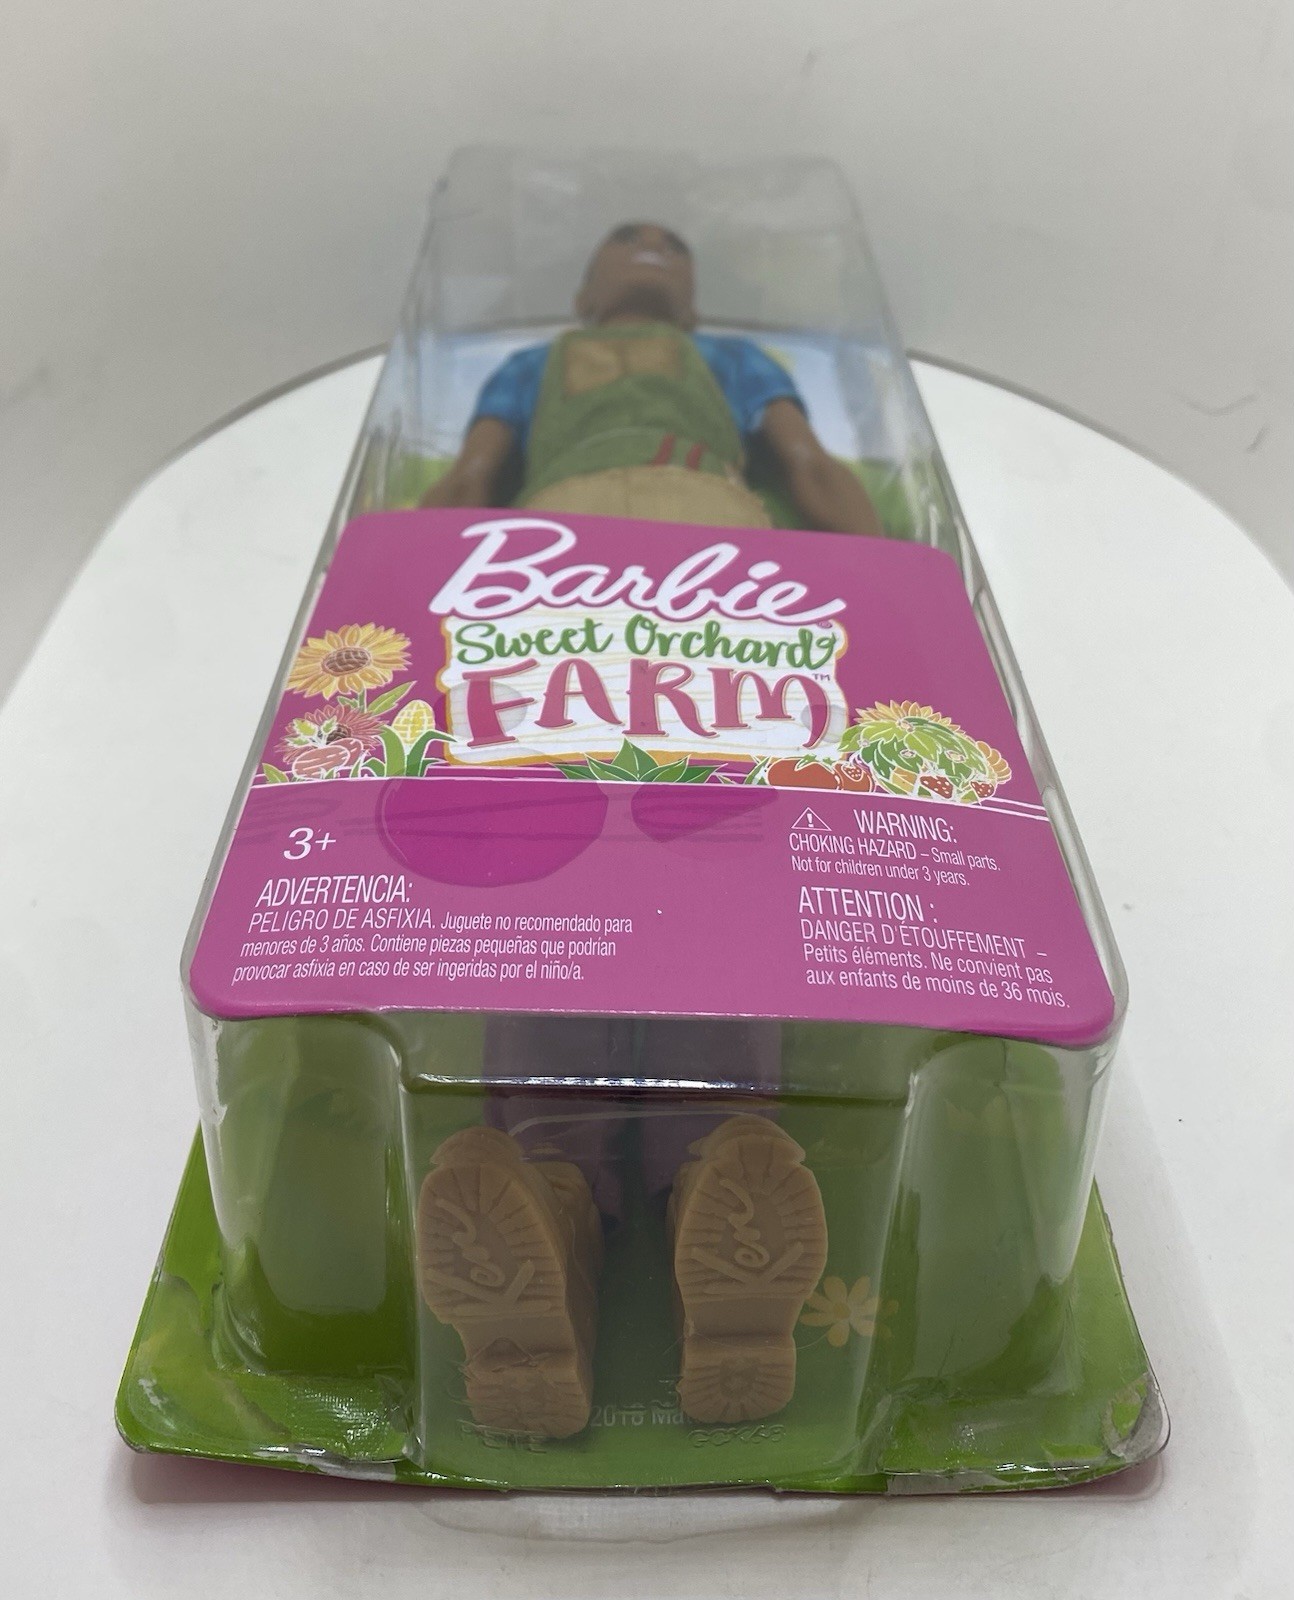 Barbie®
Sweet Orchard
FARM™
3+
ADVERTENCIA:
PELIGRO DE ASFIXIA. Juguete no recomendado para
menores de 3 años. Contiene piezas pequeñas que podrían
provocar asfixia en caso de ser ingeridas por el niño/a.
WARNING:
CHOKING HAZARD – Small parts.
Not for children under 3 years.
ATTENTION :
DANGER D'ÉTOUFFEMENT –
Petits éléments. Ne convient pas
aux enfants de moins de 36 mois.
Ken
Ken